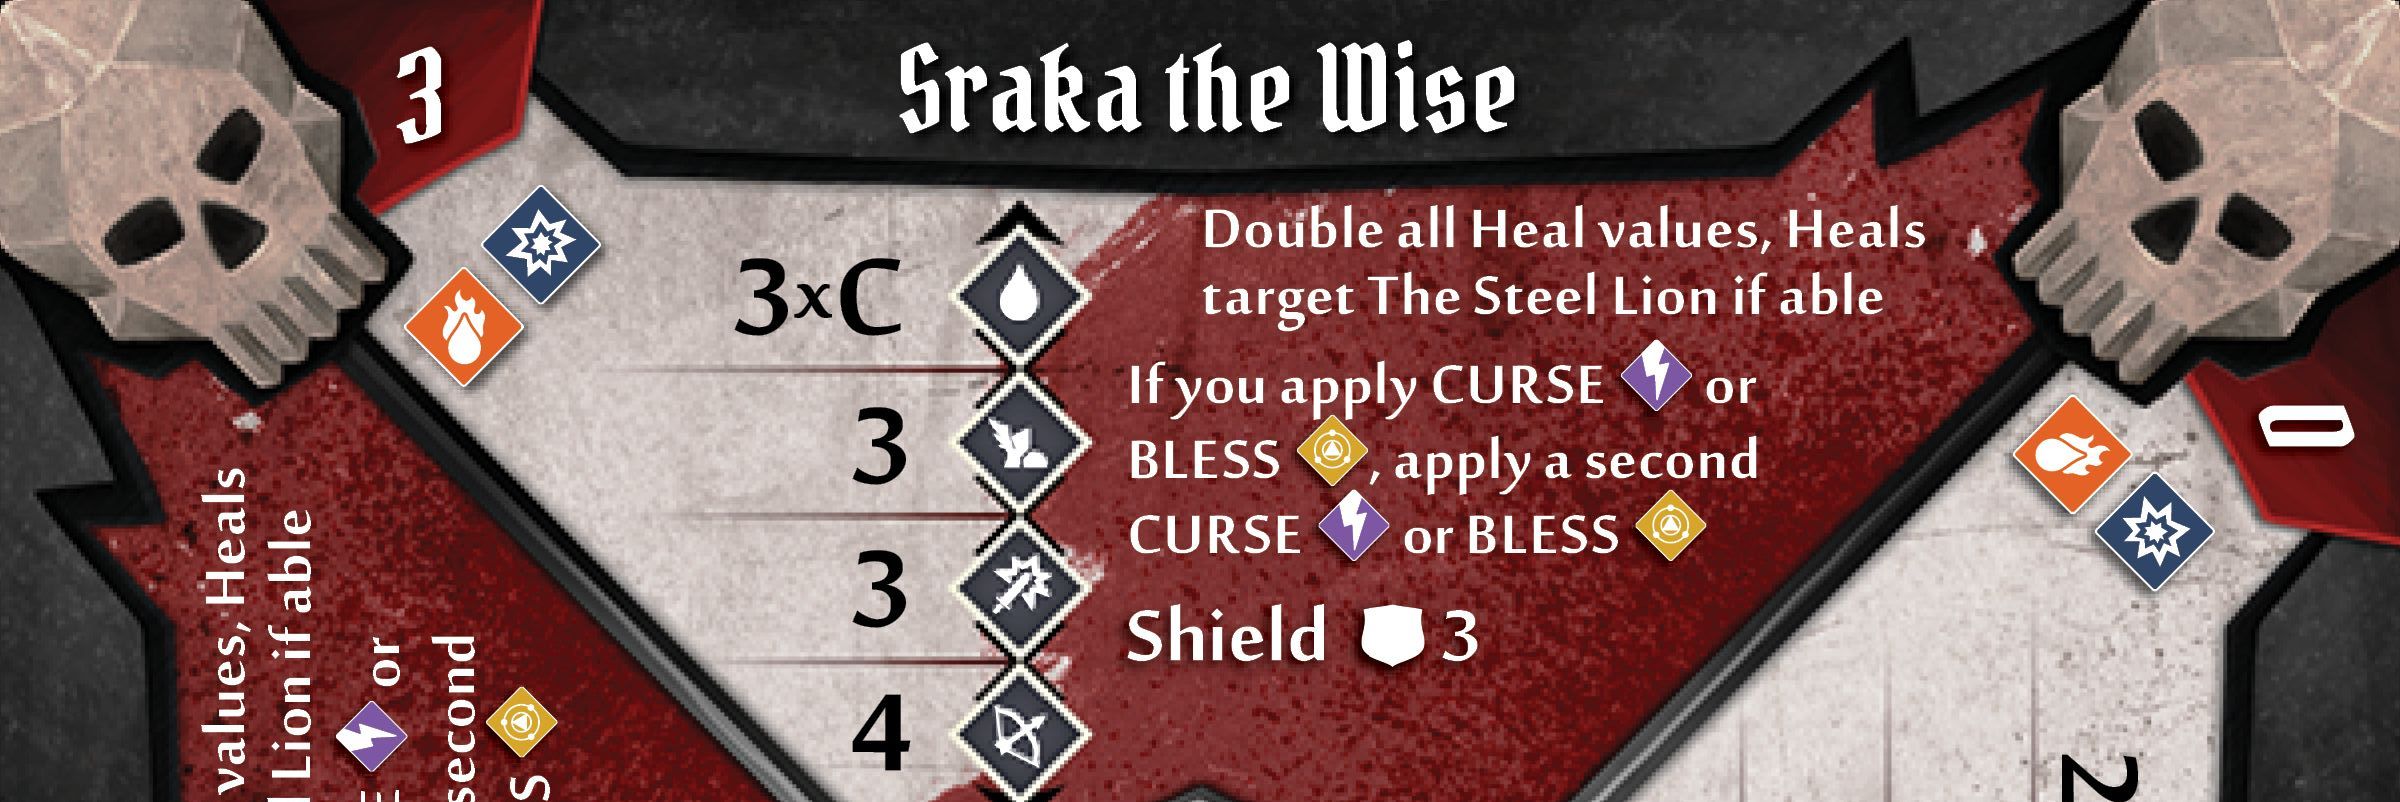 3
Sraka the Wise
Double all Heal values, Heals
target The Steel Lion if able
3xC
If you apply CURSE or
BLESS , apply a second
CURSE or BLESS
3
3
Shield 3
4
0
2
values, Heals
Lion if able
or
second